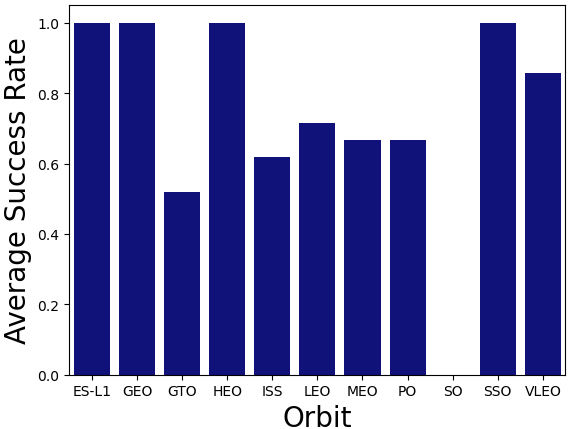 Average Success Rate
1.0
0.8
0.6
0.4
0.2
0.0
ES-L1 GEO GTO HEO ISS LEO MEO PO SO SSO VLEO
Orbit